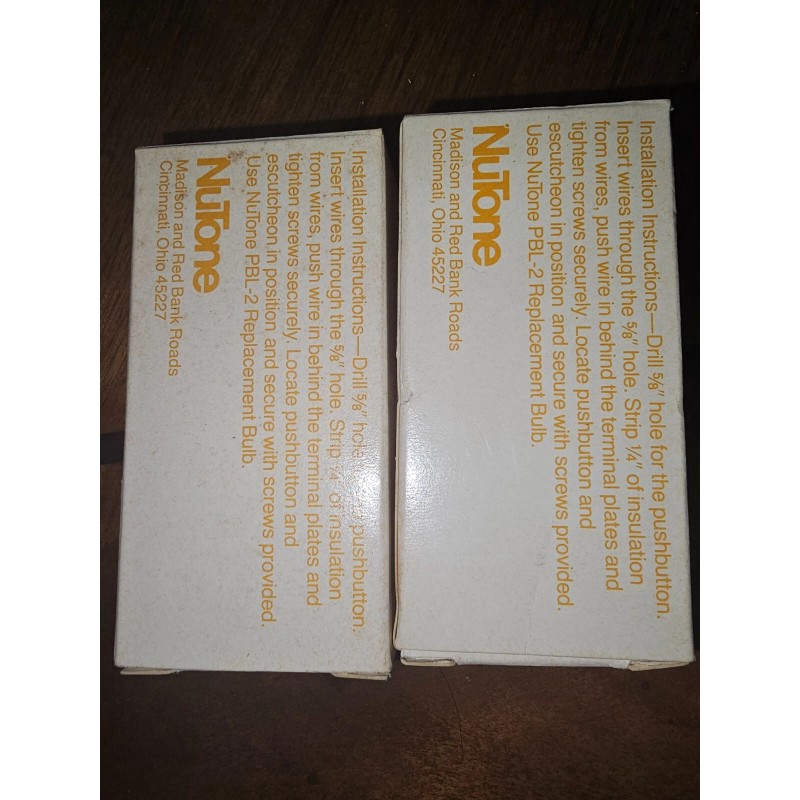 Installation Instructions—Drill 5/8" hole pushbutton.
Insert wires through the 5/8" hole. Strip 1/4" of insulation
from wires, push wire in behind the terminal plates and
tighten screws securely. Locate pushbutton and
escutcheon in position and secure with screws provided.
Use NuTone PBL-2 Replacement Bulb.
NuTone
Madison and Red Bank Roads
Cincinnati, Ohio 45227
Installation Instructions—Drill 5/8" hole for the pushbutton.
Insert wires through the 5/8" hole. Strip 1/4" of insulation
from wires, push wire in behind the terminal plates and
tighten screws securely. Locate pushbutton and
escutcheon in position and secure with screws provided.
Use NuTone PBL-2 Replacement Bulb.
NuTone
Madison and Red Bank Roads
Cincinnati, Ohio 45227